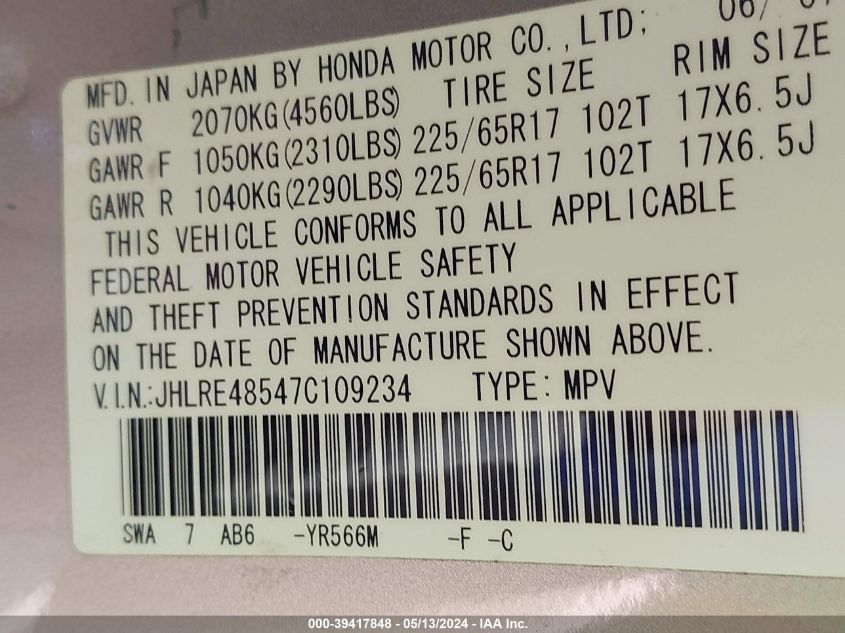 MFD. IN JAPAN BY HONDA MOTOR CO., LTD; 06/ 07
GVWR 2070KG(4560LBS) TIRE SIZE RIM SIZE
GAWR F 1050KG(2310LBS) 225/65R17 102T 17X6.5J
GAWR R 1040KG(2290LBS) 225/65R17 102T 17X6.5J
THIS VEHICLE CONFORMS TO ALL APPLICABLE
FEDERAL MOTOR VEHICLE SAFETY
AND THEFT PREVENTION STANDARDS IN EFFECT
ON THE DATE OF MANUFACTURE SHOWN ABOVE.
V.I.N.:JHLRE48547C109234 TYPE: MPV
SWA 7 AB6 -YR566M -F -C
000-39417848 - 05/13/2024 - IAA Inc.